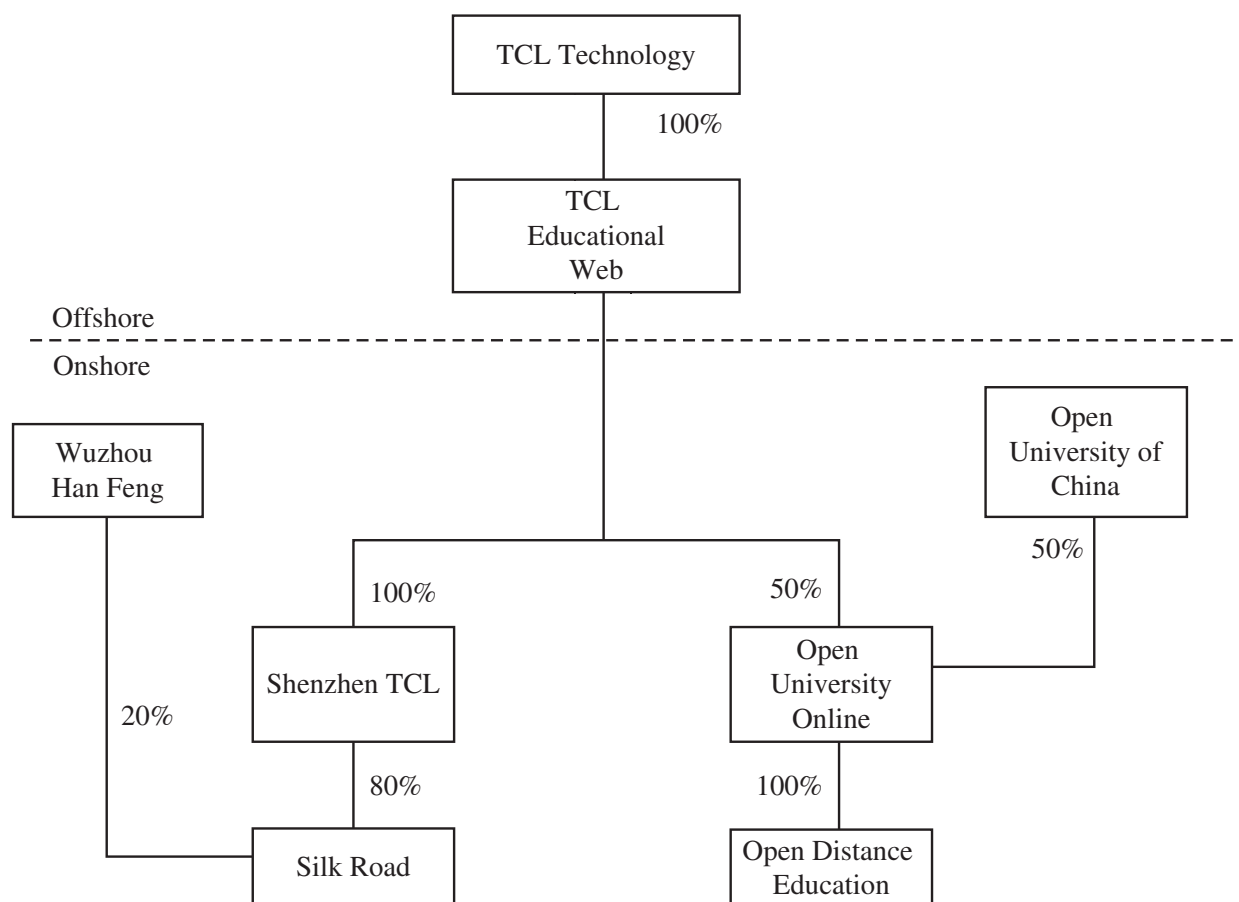 TCL Technology
100%
TCL
Educational
Web
Offshore
Onshore
Wuzhou
Han Feng
Open
University of
China
50%
100%
50%
Shenzhen TCL
Open
University
Online
20%
80%
100%
Silk Road
Open Distance
Education